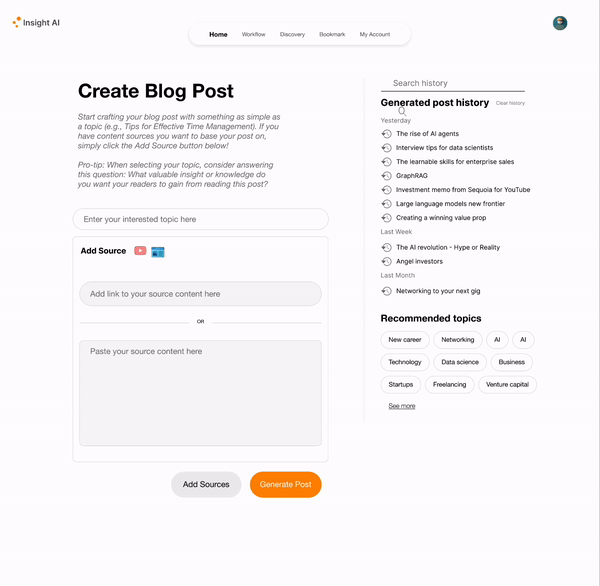 Insight AI
Home
Workflow
Discovery
Bookmark
My Account
Create Blog Post
Start crafting your blog post with something as simple as
a topic (e.g., Tips for Effective Time Management). If you
have content sources you want to base your post on,
simply click the Add Source button below!
Pro-tip: When selecting your topic, consider answering
this question: What valuable insight or knowledge do
you want your readers to gain from reading this post?
Enter your interested topic here
Add Source
Add link to your source content here
OR
Paste your source content here
Add Sources
Generate Post
Search history
Generated post history
Clear history
Yesterday
The rise of AI agents
Interview tips for data scientists
The learnable skills for enterprise sales
GraphRAG
Investment memo from Sequoia for YouTube
Large language models new frontier
Creating a winning value prop
Last Week
The AI revolution - Hype or Reality
Angel investors
Last Month
Networking to your next gig
Recommended topics
New career
Networking
AI
AI
Technology
Data science
Business
Startups
Freelancing
Venture capital
See more